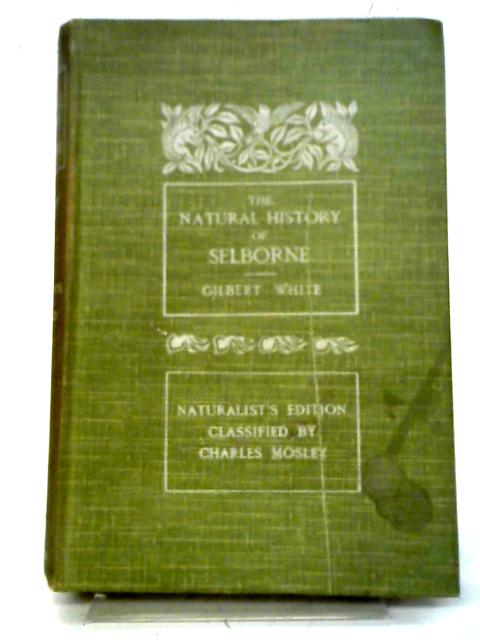 THE
NATURAL HISTORY
OF
SELBORNE
GILBERT WHITE
NATURALIST'S EDITION
CLASSIFIED BY
CHARLES MOSLEY